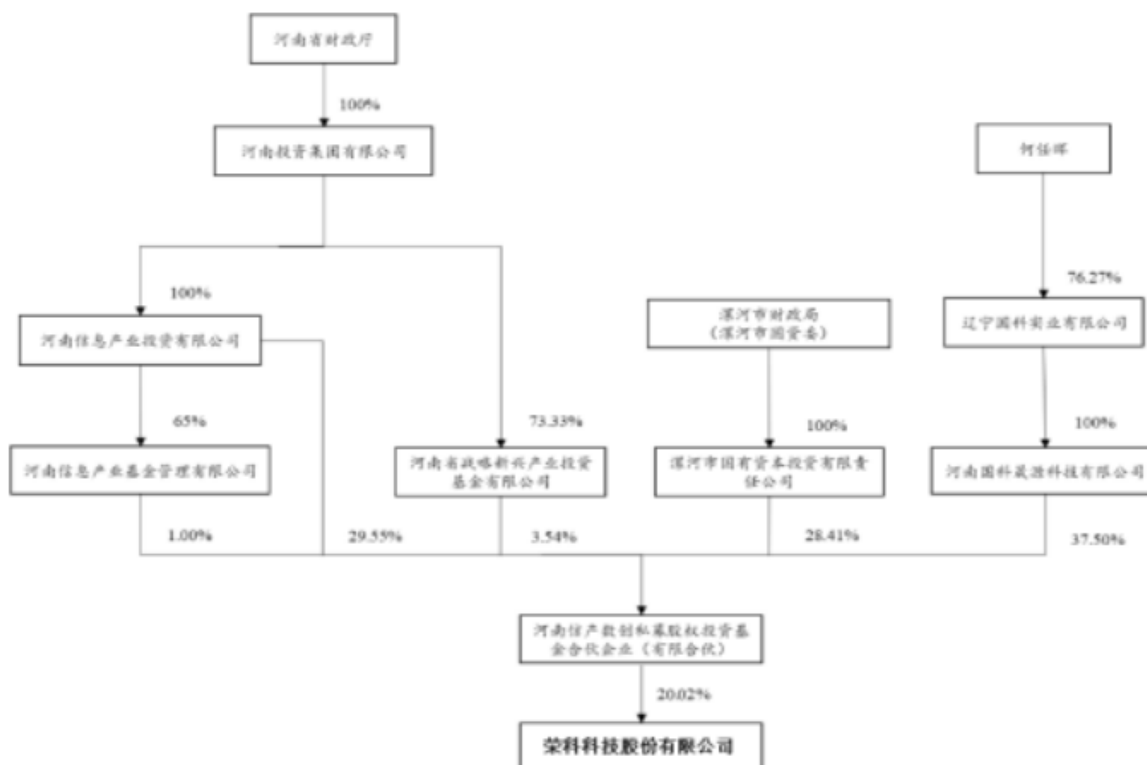 河南省财政厅
100%
河南投资集团有限公司
何任晖
100%
76.27%
河南信息产业投资有限公司
漯河市财政局
（漯河市国资委）
辽宁国科实业有限公司
65%
73.33%
100%
100%
河南信息产业基金管理有限公司
河南省战略新兴产业投资
基金有限公司
漯河市国有资本投资有限责
任公司
河南国科晟源科技有限公司
1.00%
29.55%
3.54%
28.41%
37.50%
河南信产数创私募股权投资基
金合伙企业（有限合伙）
20.02%
荣科科技股份有限公司